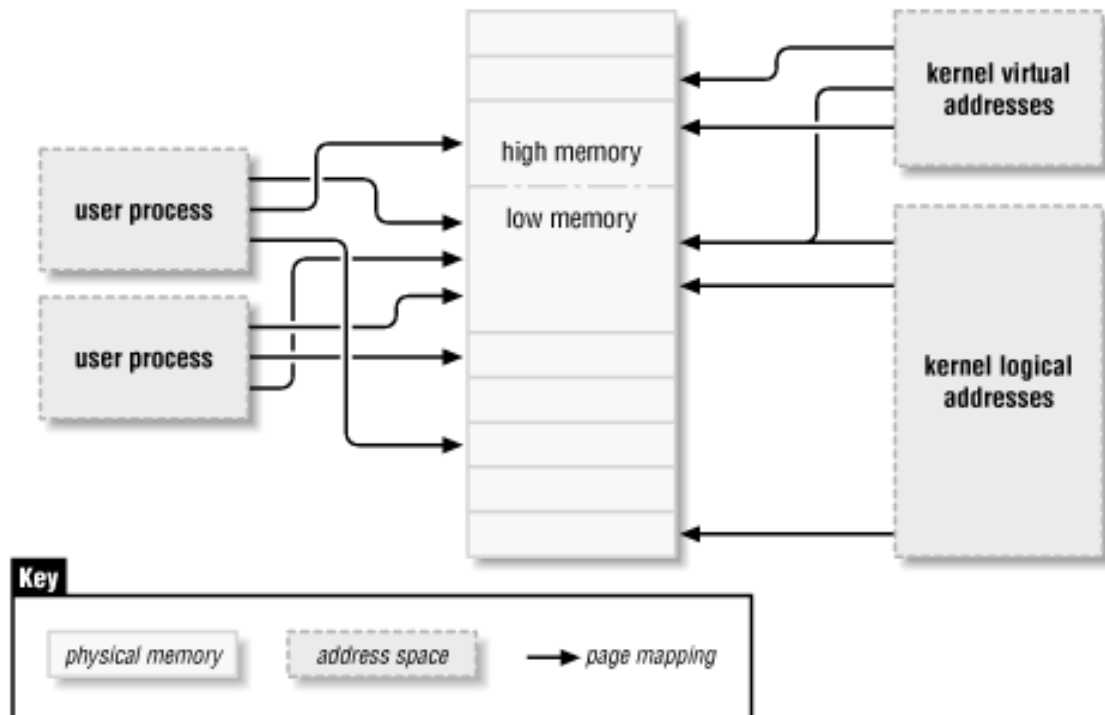 kernel virtual
addresses
high memory
user process
low memory
user process
kernel logical
addresses
Key
physical memory
address space
page mapping